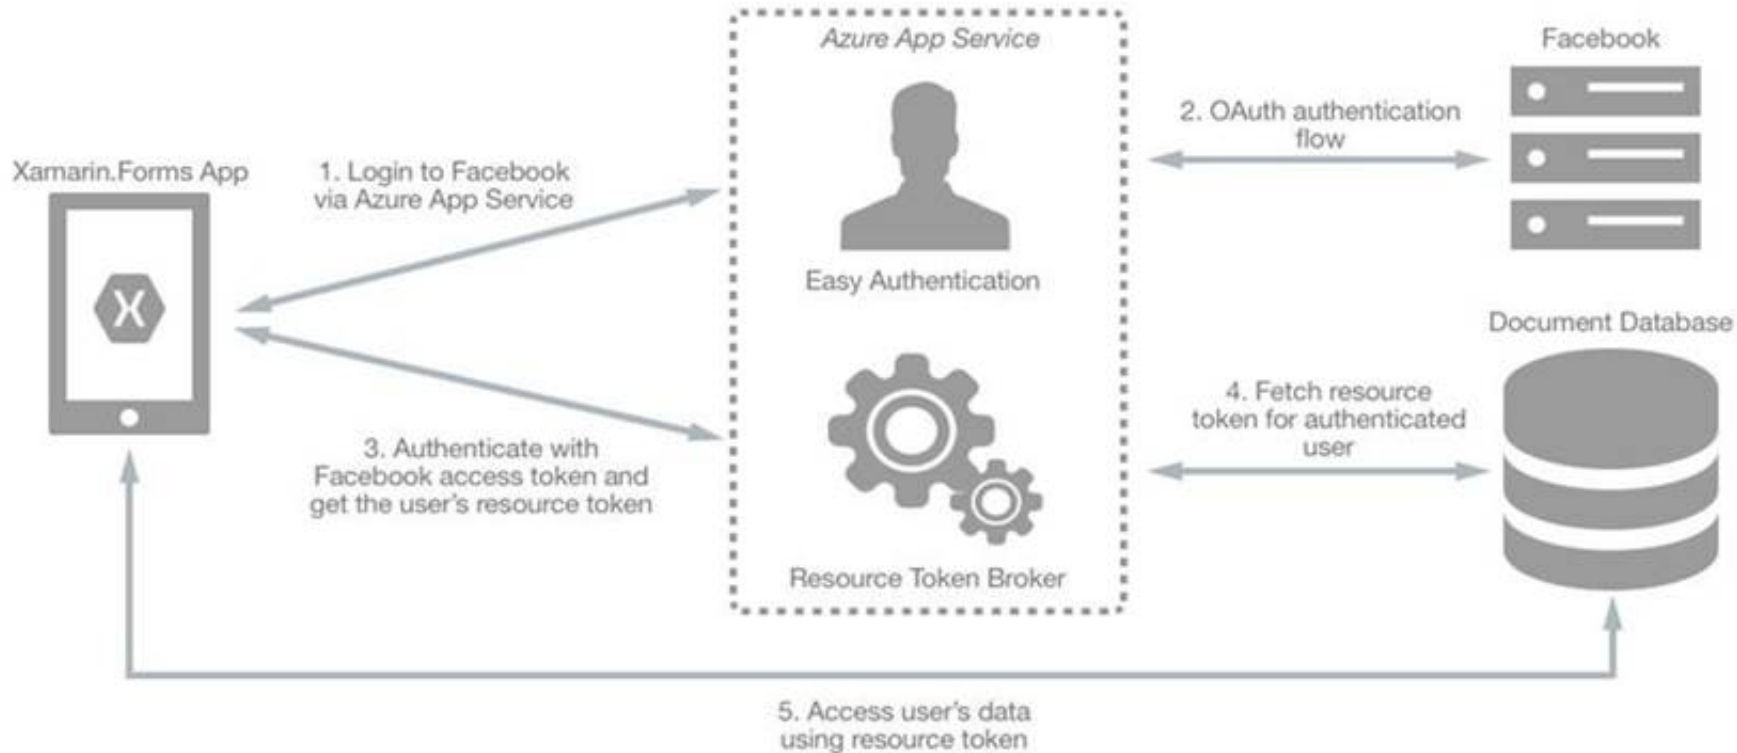 Azure App Service
Facebook
2. OAuth authentication
flow
Xamarin.Forms App
1. Login to Facebook
via Azure App Service
X
Easy Authentication
Document Database
4. Fetch resource
token for authenticated
user
3. Authenticate with
Facebook access token and
get the user's resource token
Resource Token Broker
5. Access user's data
using resource token